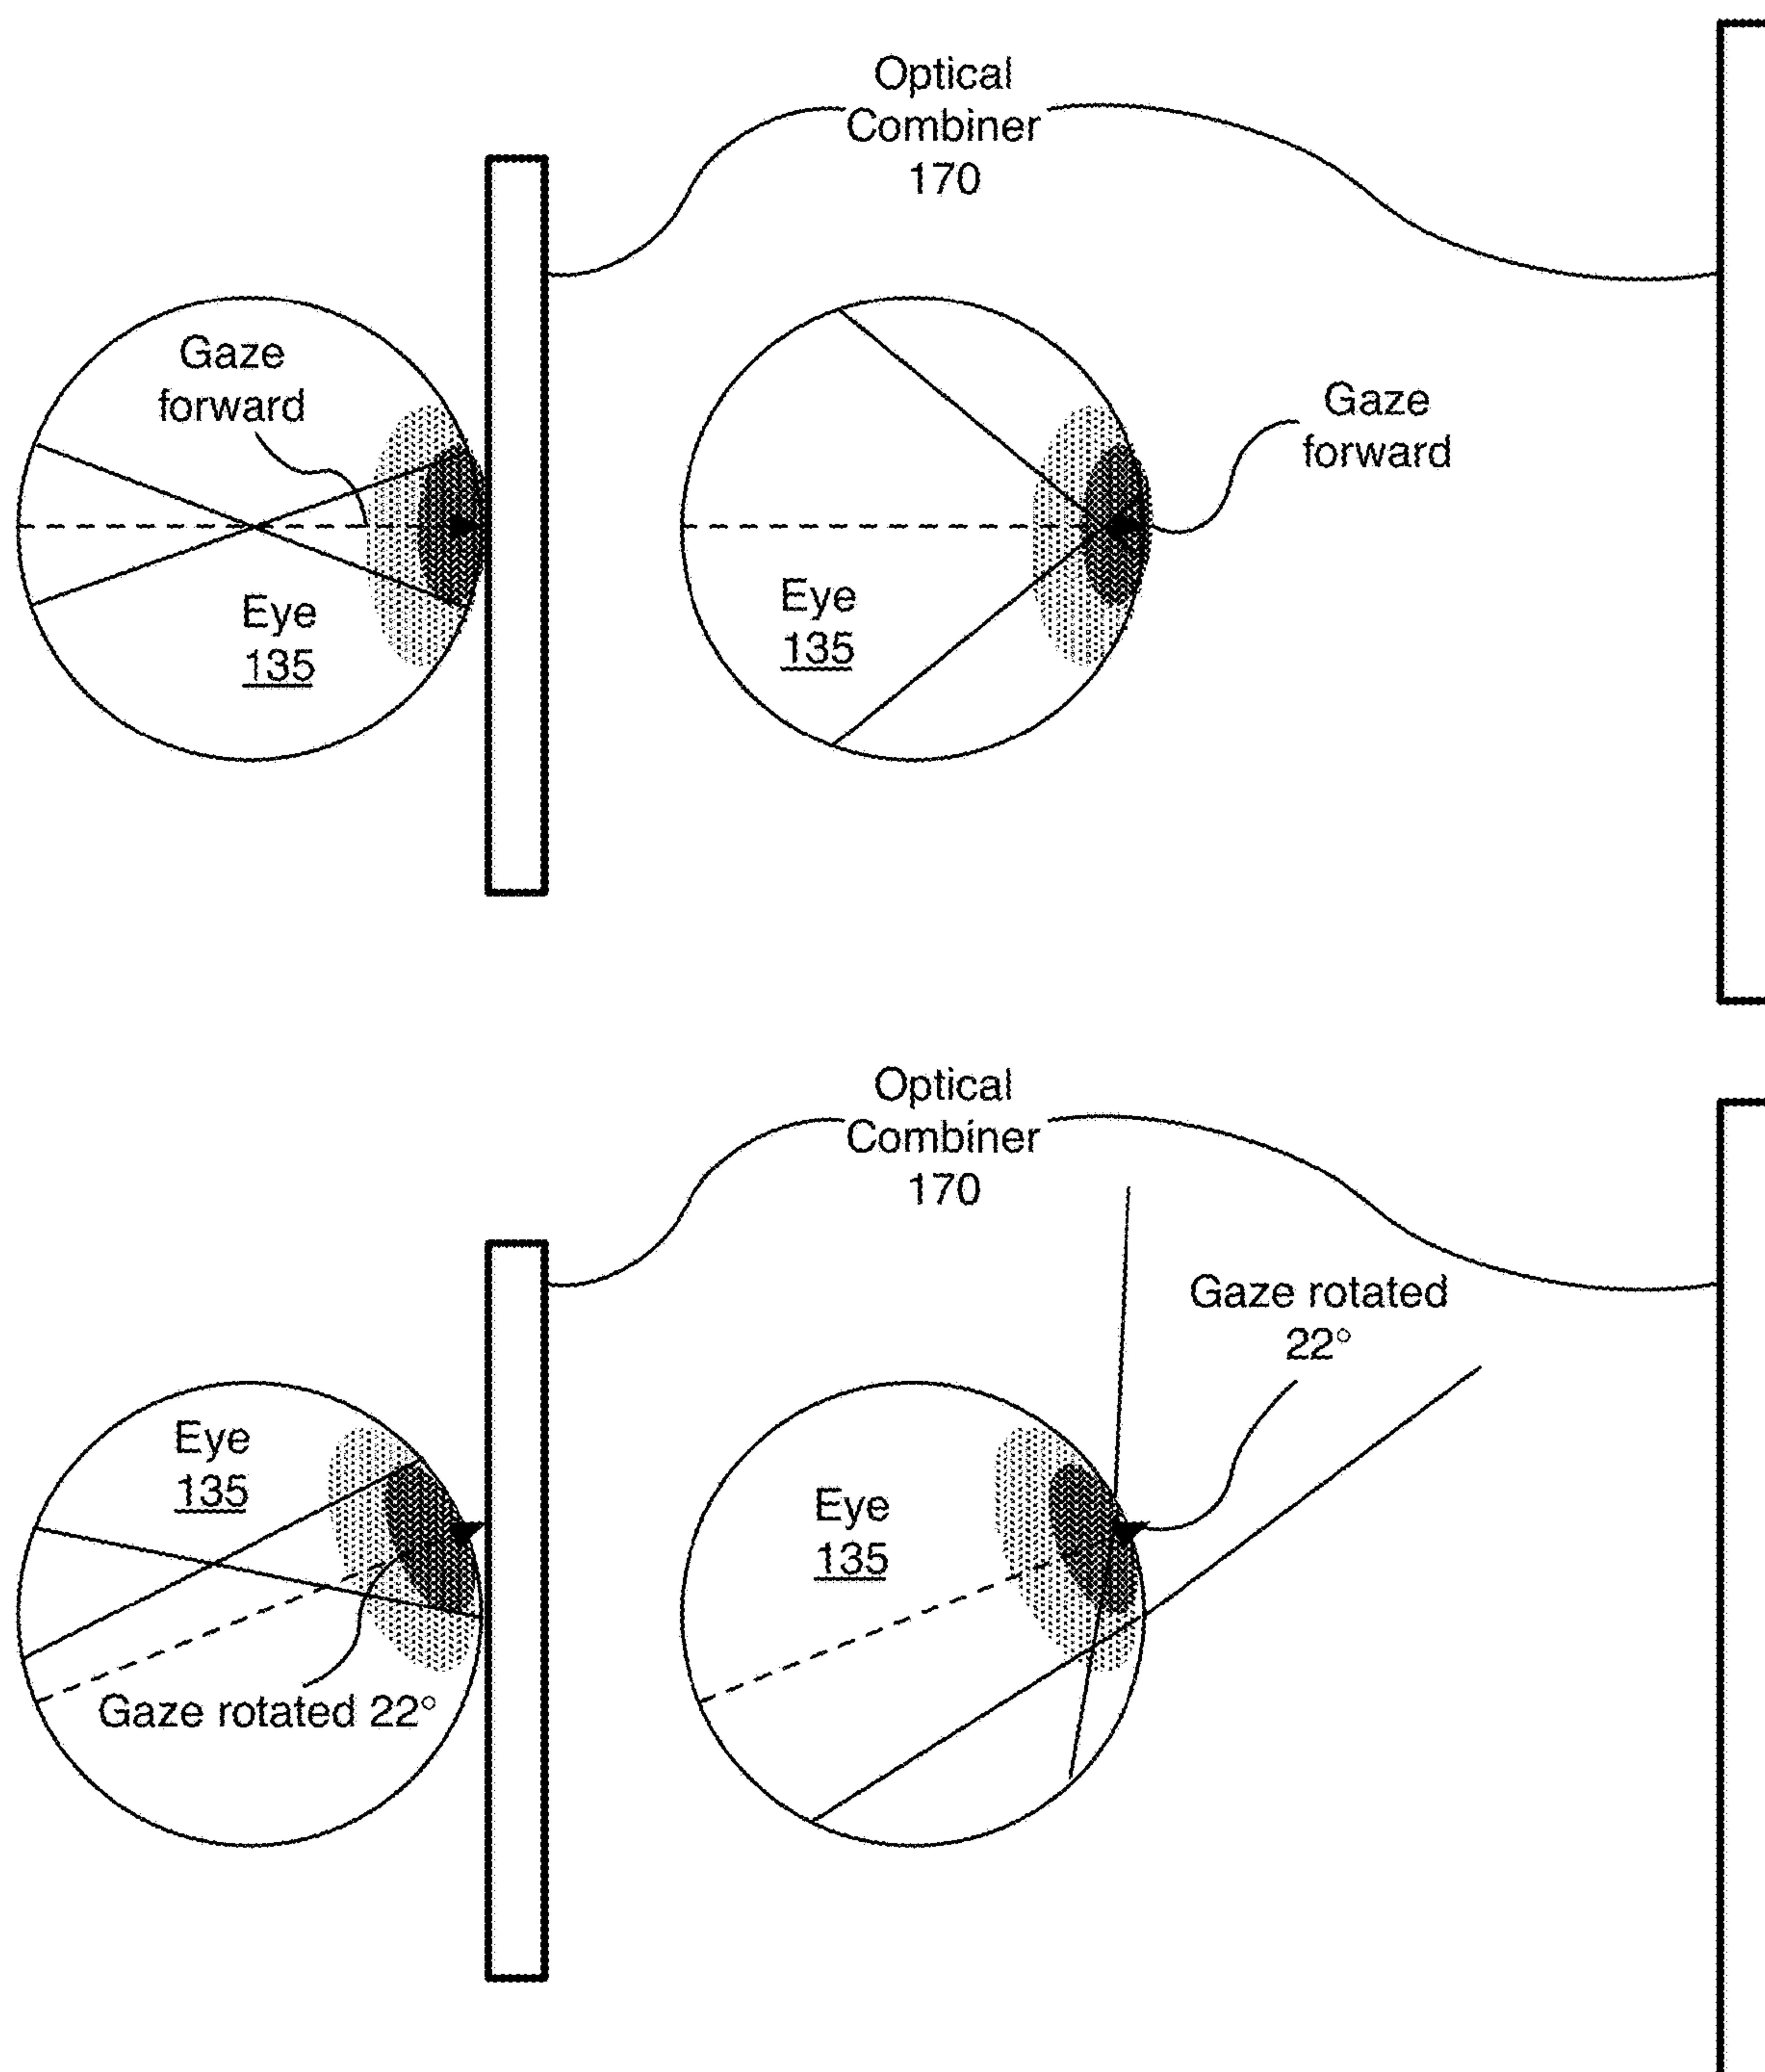 Optical
Combiner
170
Gaze
forward
Gaze
forward
Eye
135
Eye
135
Optical
Combiner
170
Gaze rotated
22°
Eye
135
Eye
135
Gaze rotated 22°